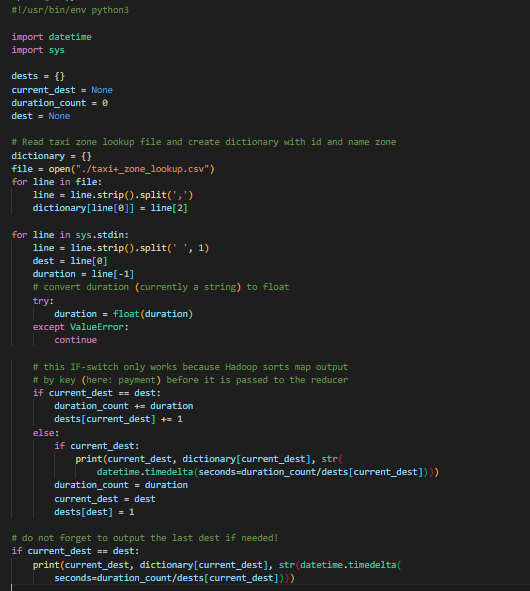 #!/usr/bin/env python3
import datetime
import sys
dests = {}
current_dest = None
duration_count = 0
dest = None
# Read taxi zone lookup file and create dictionary with id and name zone
dictionary = {}
file = open("./taxi+_zone_lookup.csv")
for line in file:
    line = line.strip().split(',')
    dictionary[line[0]] = line[2]
for line in sys.stdin:
    line = line.strip().split(' ', 1)
    dest = line[0]
    duration = line[-1]
    # convert duration (currently a string) to float
    try:
        duration = float(duration)
    except ValueError:
        continue
    # this IF-switch only works because Hadoop sorts map output
    # by key (here: payment) before it is passed to the reducer
    if current_dest == dest:
        duration_count += duration
        dests[current_dest] += 1
    else:
        if current_dest:
            print(current_dest, dictionary[current_dest], str(
                datetime.timedelta(seconds=duration_count/dests[current_dest])))
        duration_count = duration
        current_dest = dest
        dests[dest] = 1
# do not forget to output the last dest if needed!
if current_dest == dest:
    print(current_dest, dictionary[current_dest], str(datetime.timedelta(
        seconds=duration_count/dests[current_dest])))